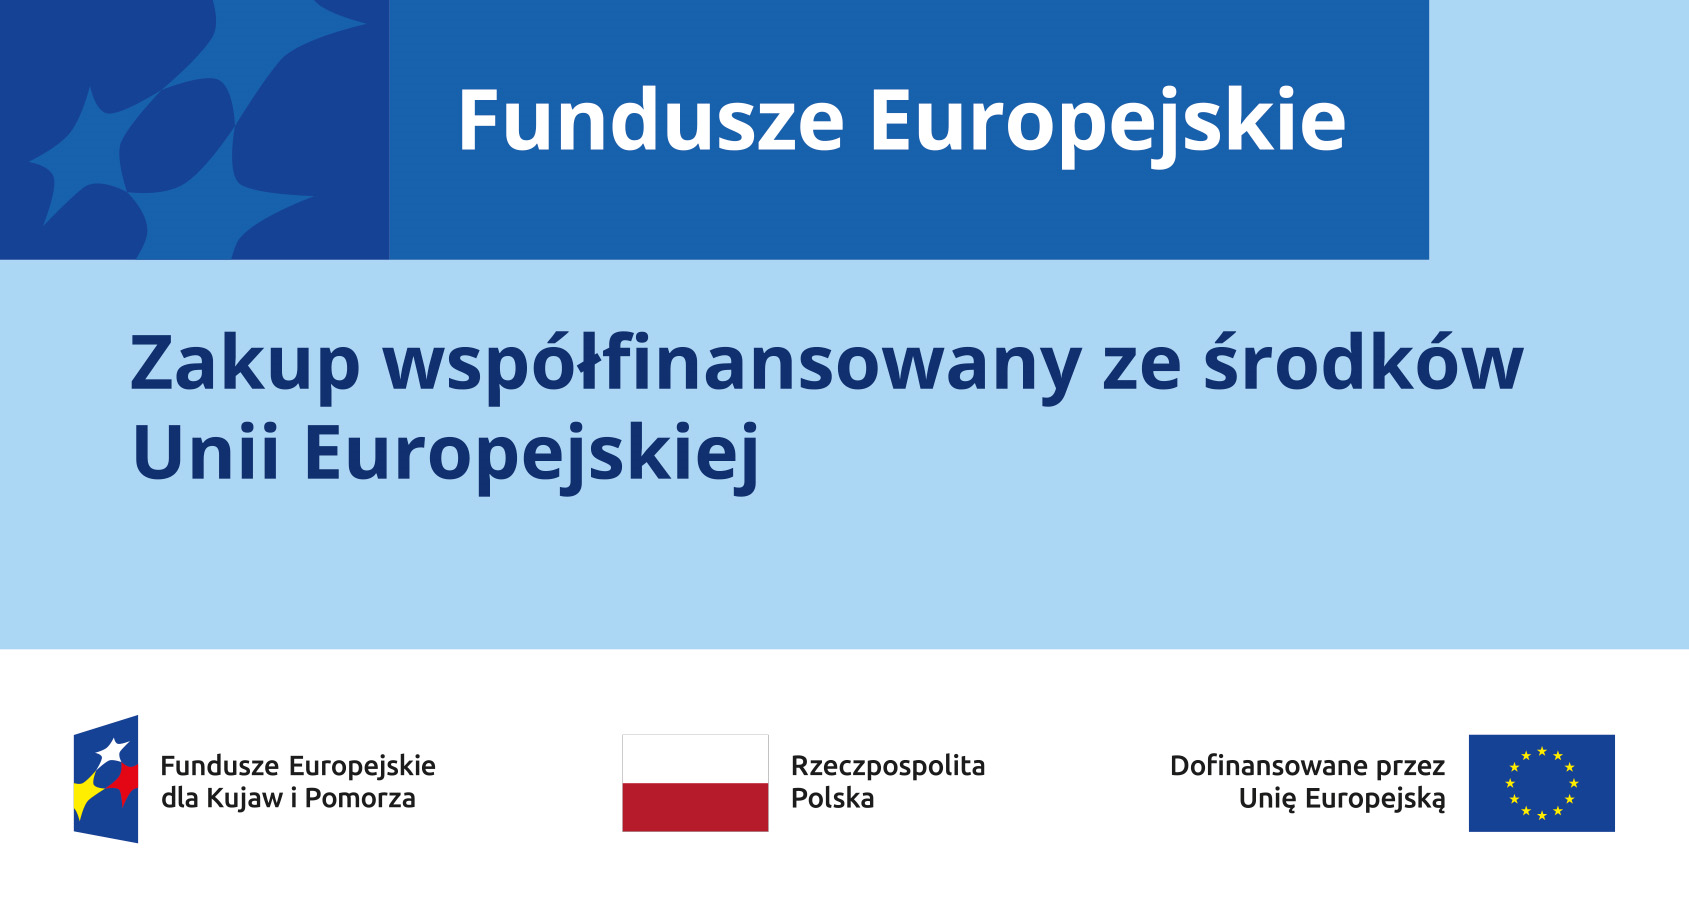 Fundusze Europejskie
Zakup współfinansowany ze środków
Unii Europejskiej
Fundusze Europejskie
dla Kujaw i Pomorza
Rzeczpospolita
Polska
Dofinansowane przez
Unię Europejską